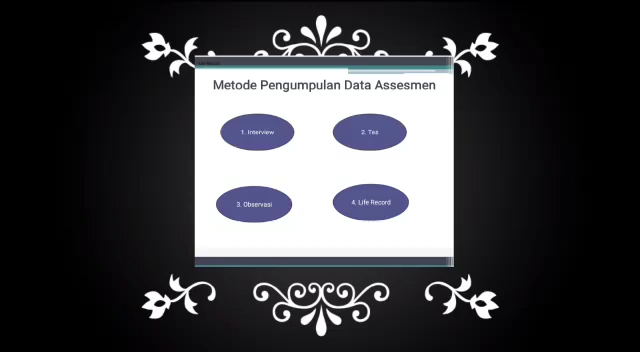 Metode Pengumpulan Data Assesmen
1. Interview
2. Tes
3. Observasi
4. Life Record